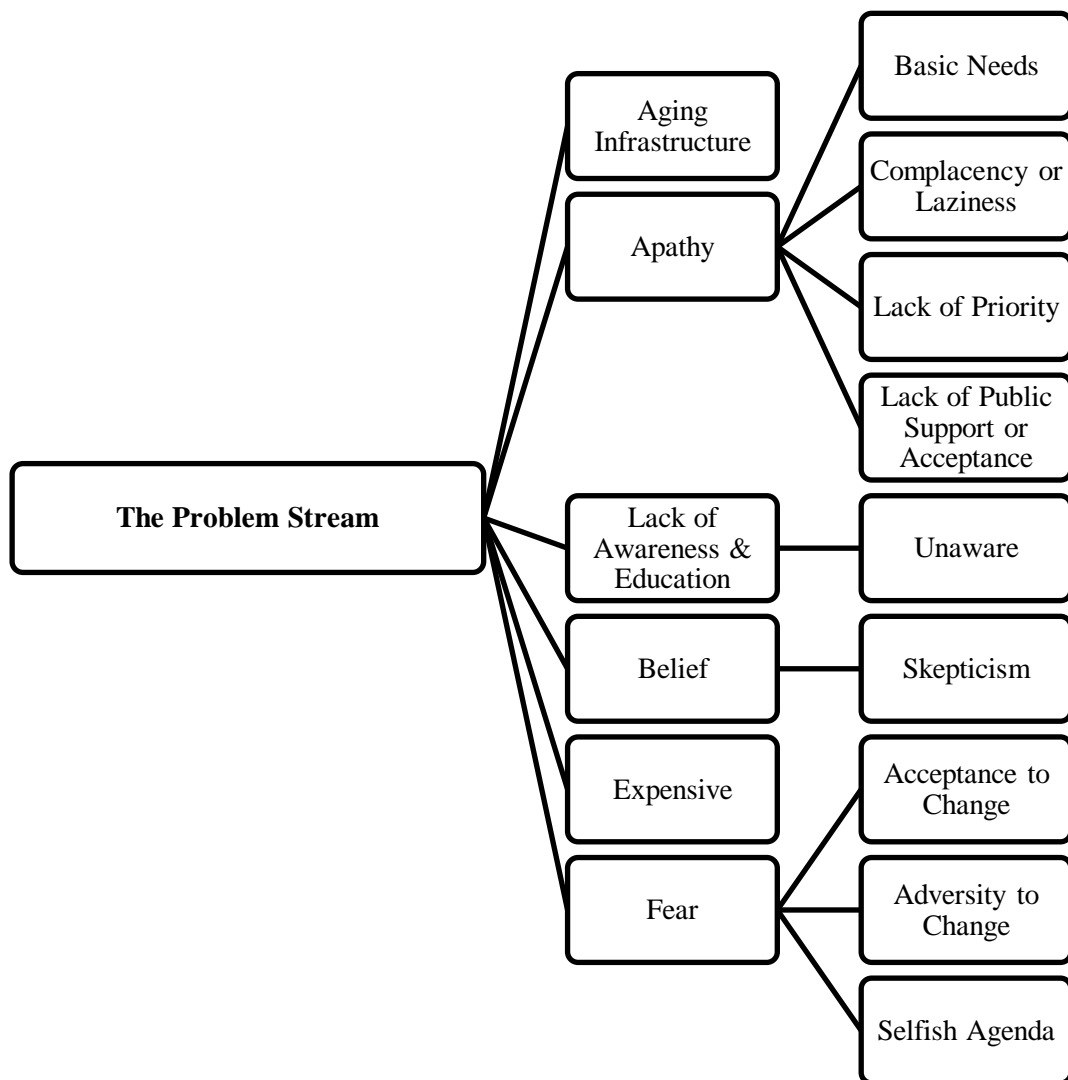 The Problem Stream
Aging
Infrastructure
Apathy
Basic Needs
Complacency or
Laziness
Lack of Priority
Lack of Public
Support or
Acceptance
Lack of
Awareness &
Education
Unaware
Belief
Skepticism
Expensive
Fear
Acceptance to
Change
Adversity to
Change
Selfish Agenda